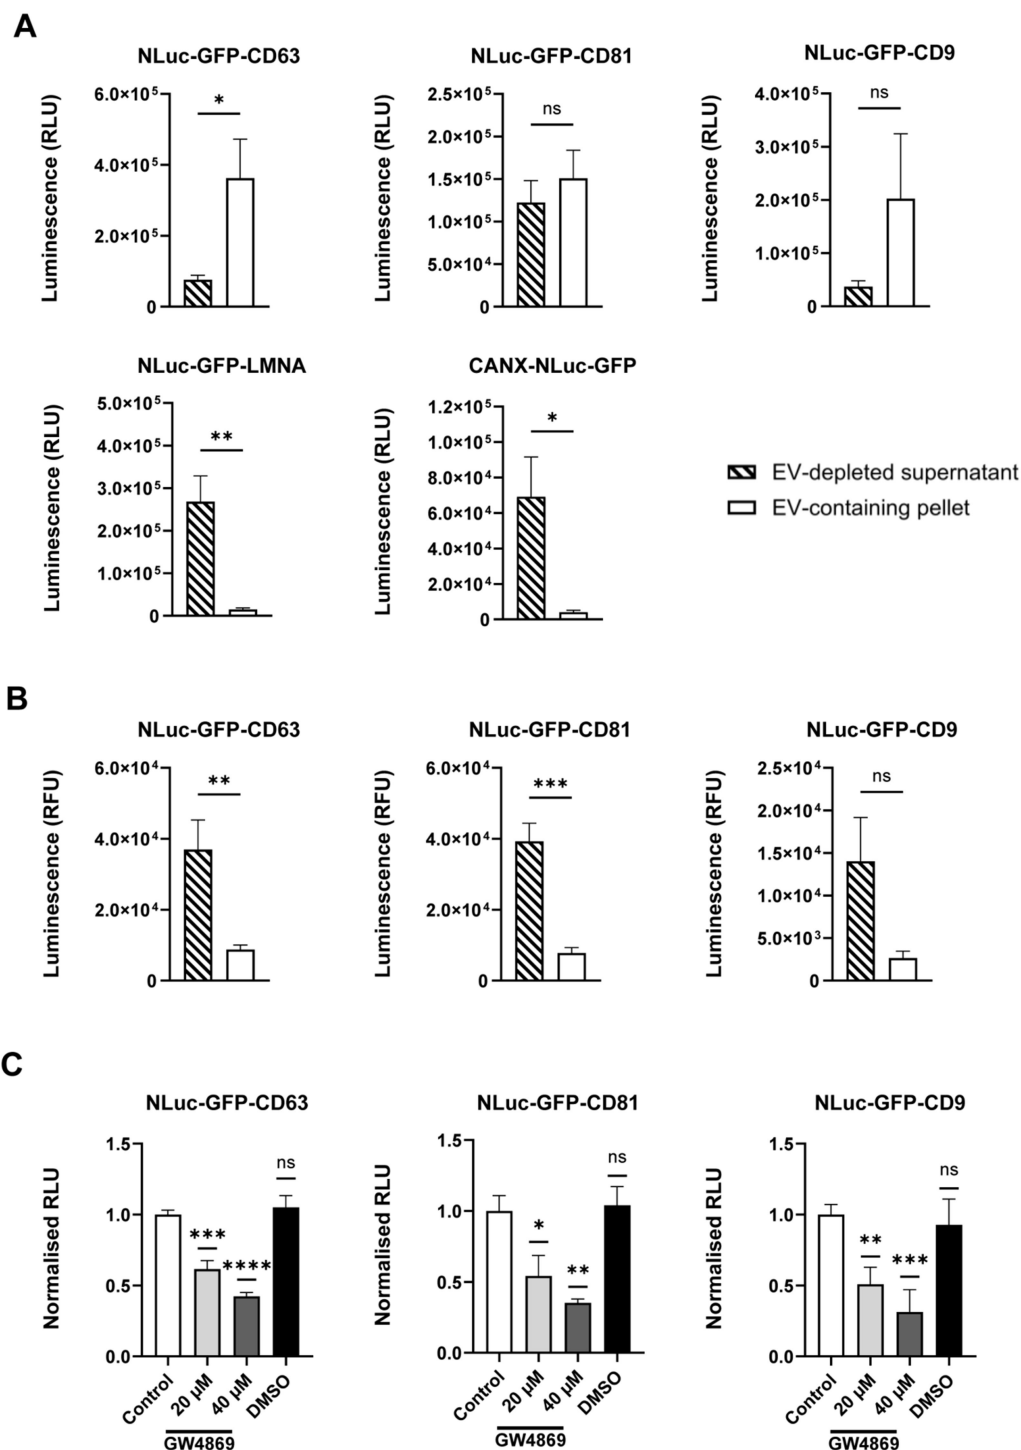 A
NLuc-GFP-CD63
Luminescence (RLU)
6.0×10⁵
4.0×10⁵
2.0×10⁵
0
*
NLuc-GFP-CD81
Luminescence (RLU)
2.5×10⁵
2.0×10⁵
1.5×10⁵
1.0×10⁵
5.0×10⁴
0
ns
NLuc-GFP-CD9
Luminescence (RLU)
4.0×10⁵
3.0×10⁵
2.0×10⁵
1.0×10⁵
0
ns
NLuc-GFP-LMNA
Luminescence (RLU)
5.0×10⁵
4.0×10⁵
3.0×10⁵
2.0×10⁵
1.0×10⁵
0
**
CANX-NLuc-GFP
Luminescence (RLU)
1.2×10⁵
1.0×10⁵
8.0×10⁴
6.0×10⁴
4.0×10⁴
2.0×10⁴
0
*
EV-depleted supernatant
EV-containing pellet
B
NLuc-GFP-CD63
Luminescence (RFU)
6.0×10⁴
4.0×10⁴
2.0×10⁴
0
**
NLuc-GFP-CD81
Luminescence (RFU)
6.0×10⁴
4.0×10⁴
2.0×10⁴
0
***
NLuc-GFP-CD9
Luminescence (RFU)
2.5×10⁴
2.0×10⁴
1.5×10⁴
1.0×10⁴
5.0×10³
0
ns
C
NLuc-GFP-CD63
Normalised RLU
1.5
1.0
0.5
0.0
***
****
ns
Control
20 µM
40 µM
DMSO
GW4869
NLuc-GFP-CD81
Normalised RLU
1.5
1.0
0.5
0.0
*
**
ns
Control
20 µM
40 µM
DMSO
GW4869
NLuc-GFP-CD9
Normalised RLU
1.5
1.0
0.5
0.0
**
***
ns
Control
20 µM
40 µM
DMSO
GW4869